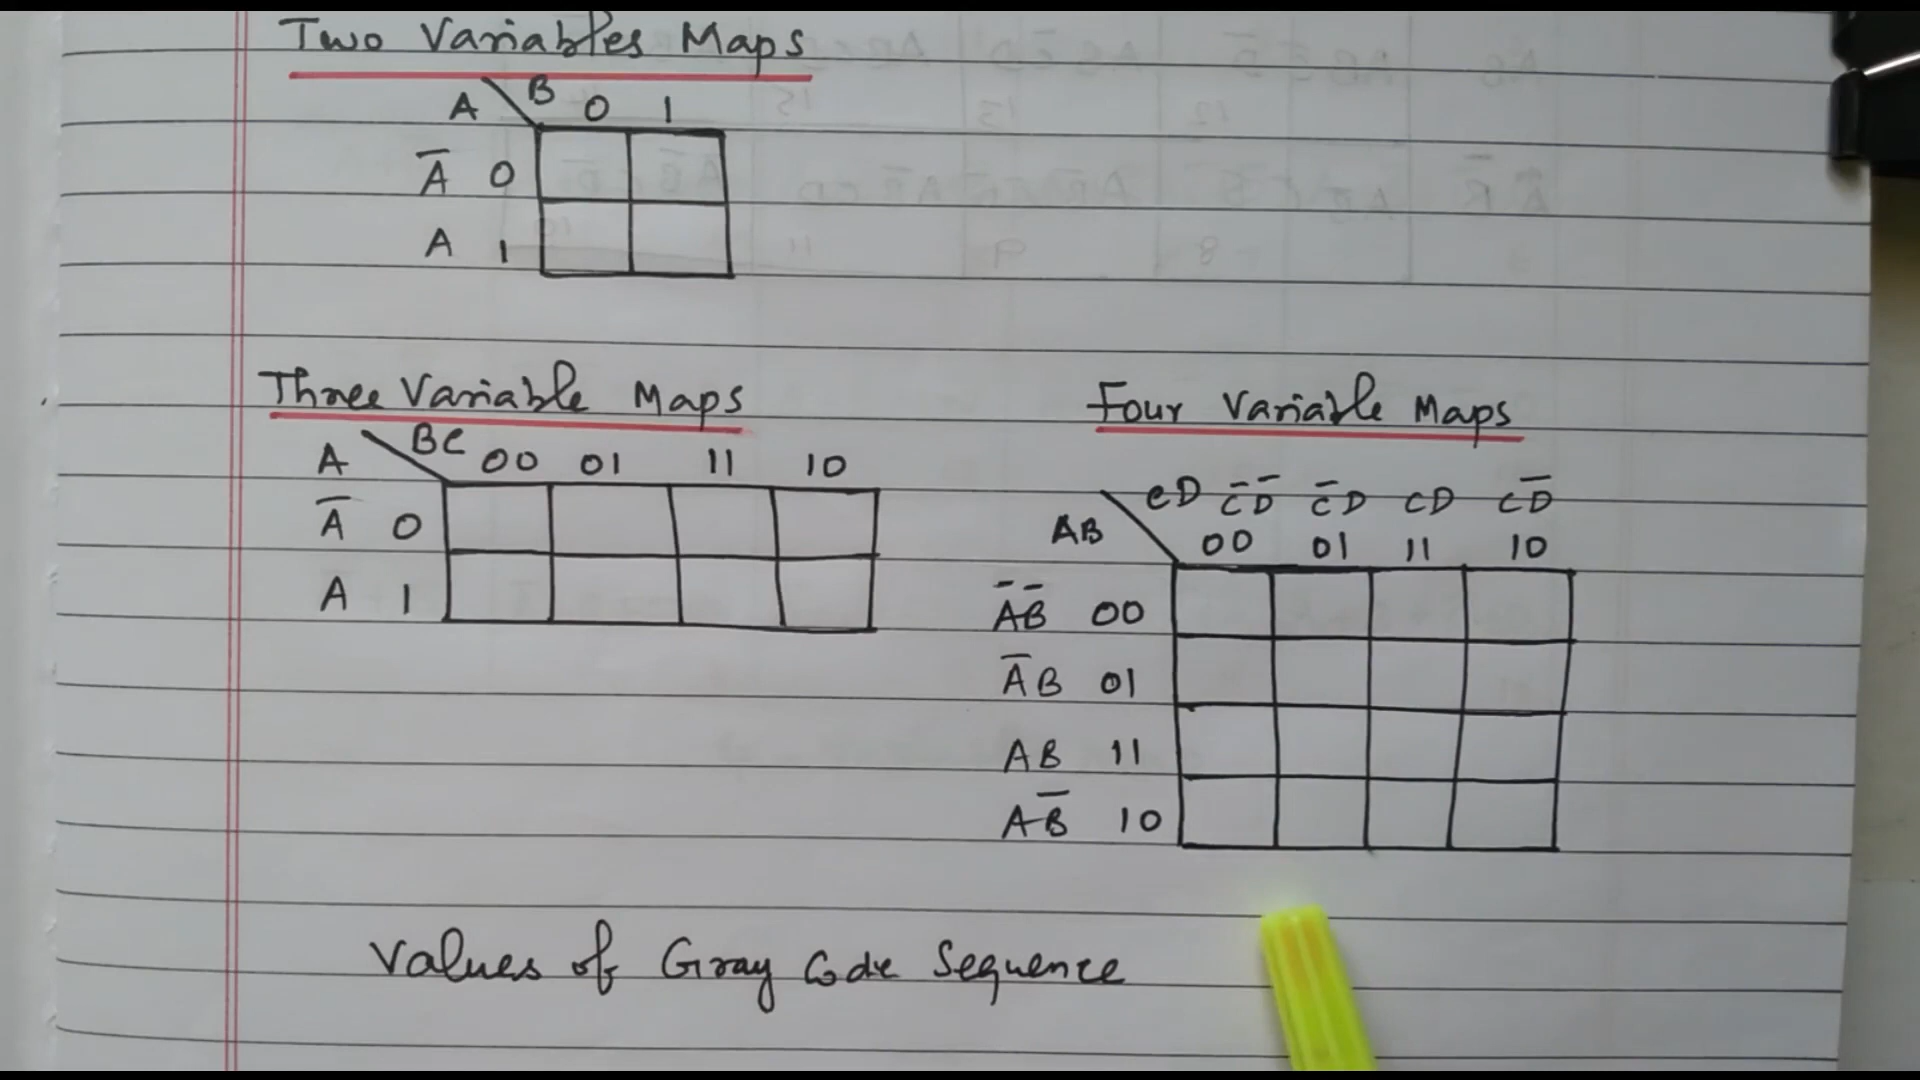 Two Variables Maps
A B 0 1
A̅ 0
A 1
Three Variable Maps
A BC 00 01 11 10
A̅ 0
A 1
Four Variable Maps
CD C̅D̅ C̅D CD CD̅
AB 00 01 11 10
A̅B̅ 00
A̅B 01
AB 11
AB̅ 10
Values of Gray Code Sequence